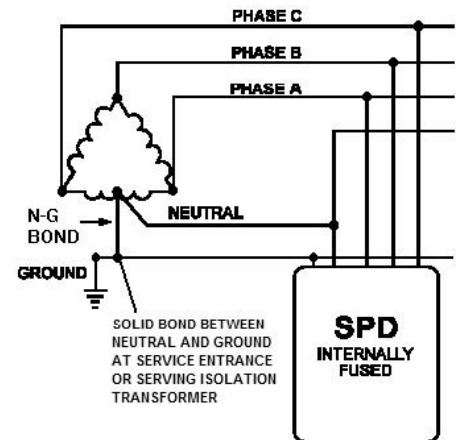 PHASE C
PHASE B
PHASE A
NEUTRAL
N-G
BOND
GROUND
SOLID BOND BETWEEN
NEUTRAL AND GROUND
AT SERVICE ENTRANCE
OR SERVING ISOLATION
TRANSFORMER
SPD
INTERNALLY
FUSED